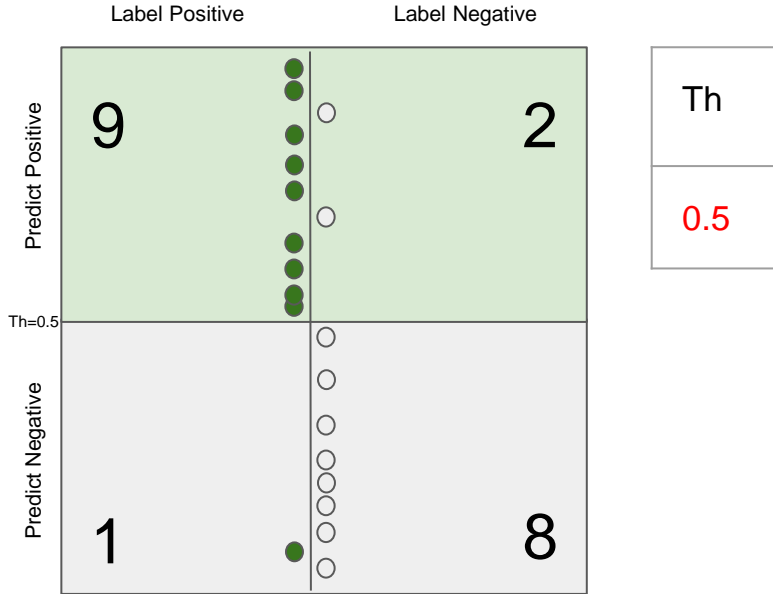 Label Positive
Label Negative
Predict Positive
9
2
Th
0.5
Th=0.5
Predict Negative
1
8